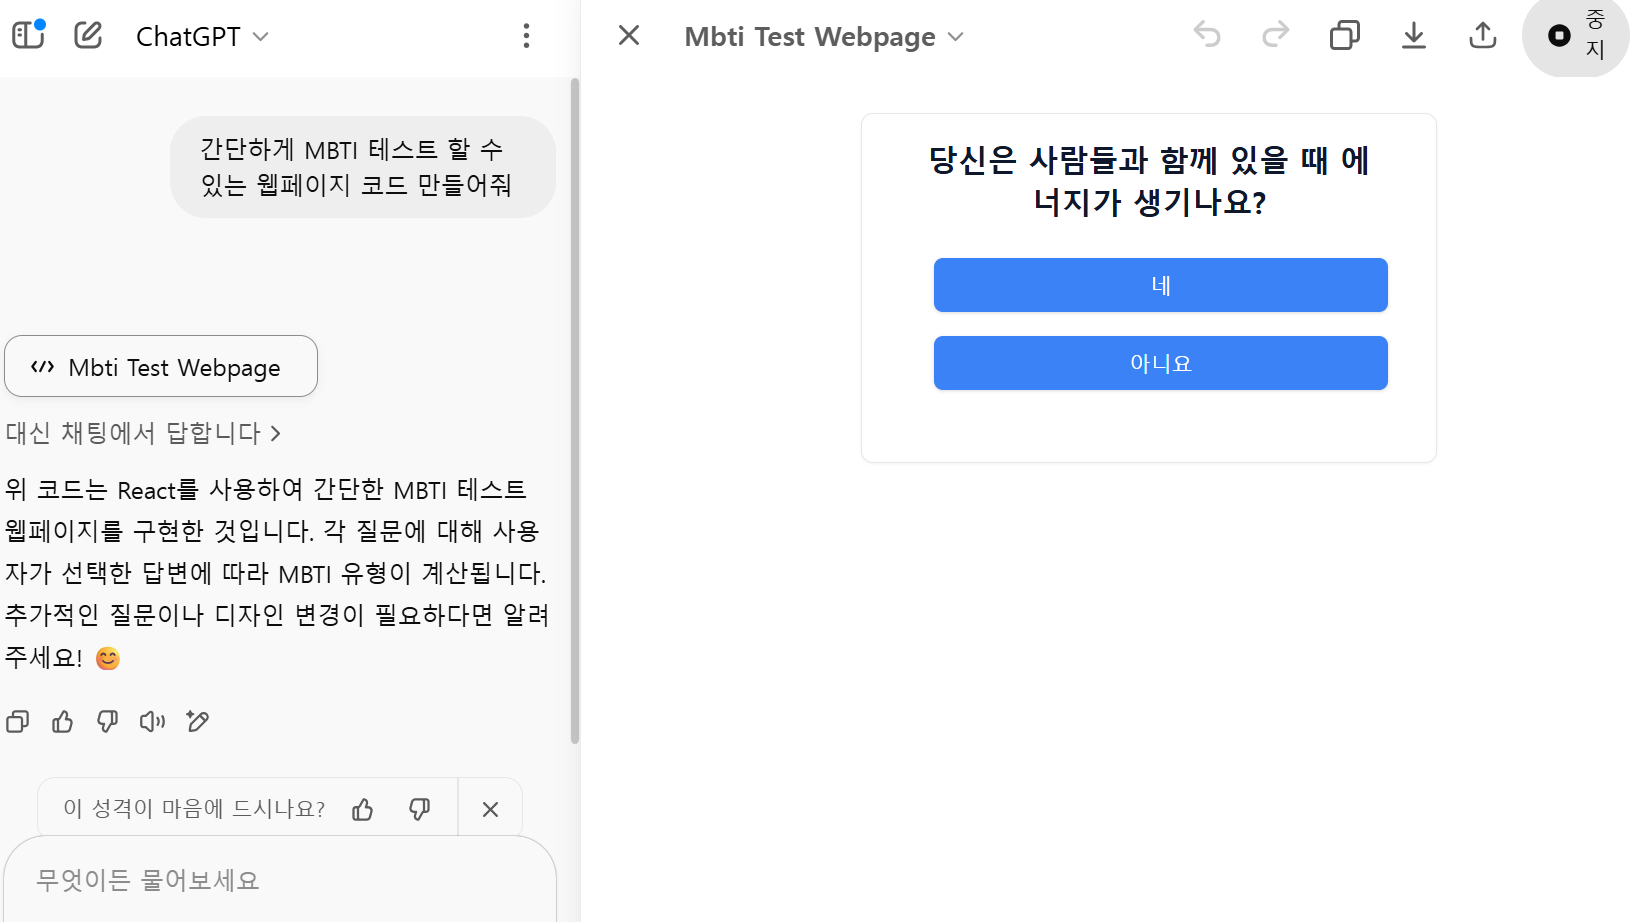 ChatGPT
간단하게 MBTI 테스트 할 수
있는 웹페이지 코드 만들어줘
Mbti Test Webpage
대신 채팅에서 답합니다
위 코드는 React를 사용하여 간단한 MBTI 테스트
웹페이지를 구현한 것입니다. 각 질문에 대해 사용
자가 선택한 답변에 따라 MBTI 유형이 계산됩니다.
추가적인 질문이나 디자인 변경이 필요하다면 알려
주세요! 😊
이 성격이 마음에 드시나요?
무엇이든 물어보세요
Mbti Test Webpage
중
지
당신은 사람들과 함께 있을 때 에
너지가 생기나요?
네
아니요